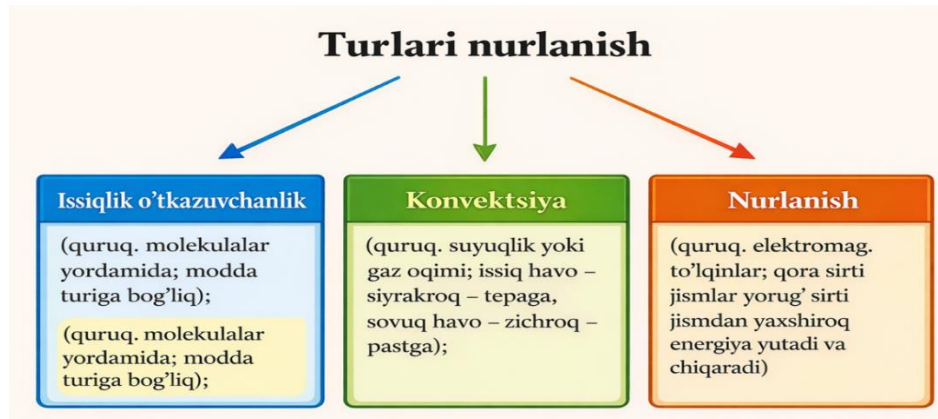 Turlari nurlanish
Issiqlik o'tkazuvchanlik
(quruq. molekulalar
yordamida; modda
turiga bog'liq);
(quruq. molekulalar
yordamida; modda
turiga bog'liq);
Konvektsiya
(quruq. suyuqlik yoki
gaz oqimi; issiq havo –
siyrakroq – tepaga,
sovuq havo – zichroq –
pastga);
Nurlanish
(quruq. elektromag.
to'lqinlar; qora sirti
jismlar yorug' sirti
jismdan yaxshiroq
energiya yutadi va
chiqaradi)